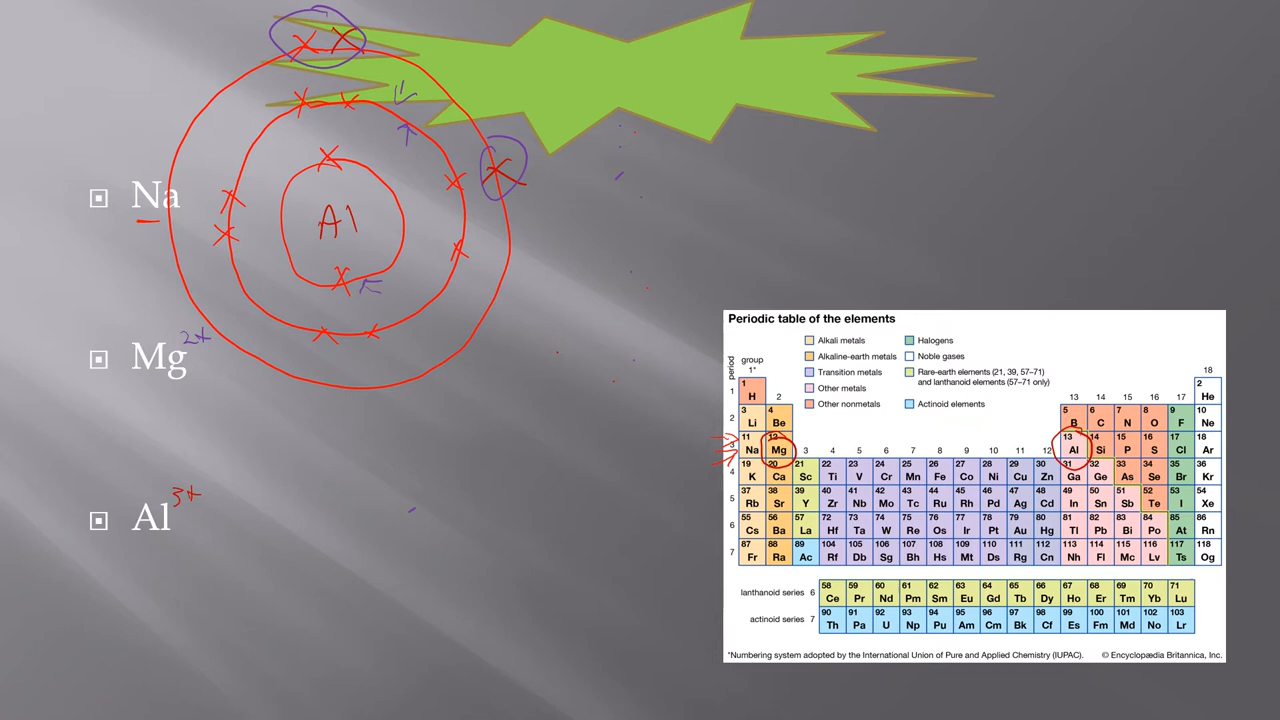 Na
Al
Mg 2+
Al 3+
Periodic table of the elements
Alkali metals
Halogens
Alkaline-earth metals
Noble gases
Transition metals
Rare-earth elements (21, 39, 57–71)
and lanthanoid elements (57–71 only)
Other metals
Other nonmetals
Actinoid elements
period
group
1* 18
1 1 2
H 2 13 14 15 16 17 He
2 3 4 5 6 7 8 9 10
Li Be B C N O F Ne
3 11 12 13 14 15 16 17 18
Na Mg 3 4 5 6 7 8 9 10 11 12 Al Si P S Cl Ar
4 19 20 21 22 23 24 25 26 27 28 29 30 31 32 33 34 35 36
K Ca Sc Ti V Cr Mn Fe Co Ni Cu Zn Ga Ge As Se Br Kr
5 37 38 39 40 41 42 43 44 45 46 47 48 49 50 51 52 53 54
Rb Sr Y Zr Nb Mo Tc Ru Rh Pd Ag Cd In Sn Sb Te I Xe
6 55 56 57 72 73 74 75 76 77 78 79 80 81 82 83 84 85 86
Cs Ba La Hf Ta W Re Os Ir Pt Au Hg Tl Pb Bi Po At Rn
7 87 88 89 104 105 106 107 108 109 110 111 112 113 114 115 116 117 118
Fr Ra Ac Rf Db Sg Bh Hs Mt Ds Rg Cn Nh Fl Mc Lv Ts Og
lanthanoid series 6 58 59 60 61 62 63 64 65 66 67 68 69 70 71
Ce Pr Nd Pm Sm Eu Gd Tb Dy Ho Er Tm Yb Lu
actinoid series 7 90 91 92 93 94 95 96 97 98 99 100 101 102 103
Th Pa U Np Pu Am Cm Bk Cf Es Fm Md No Lr
*Numbering system adopted by the International Union of Pure and Applied Chemistry (IUPAC). © Encyclopædia Britannica, Inc.